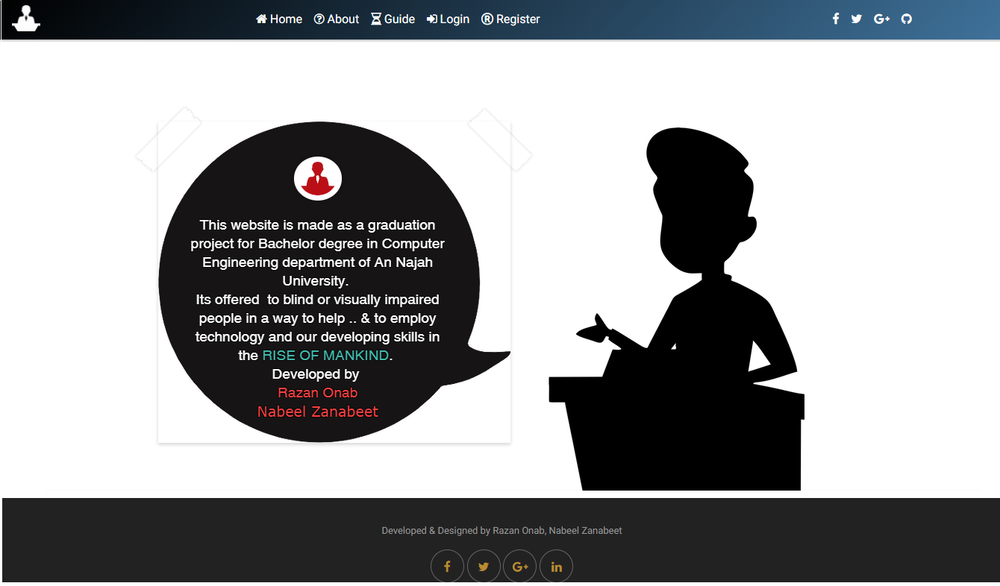 Home About Guide Login Register
This website is made as a graduation
project for Bachelor degree in Computer
Engineering department of An Najah
University.
Its offered to blind or visually impaired
people in a way to help .. & to employ
technology and our developing skills in
the RISE OF MANKIND.
Developed by
Razan Onab
Nabeel Zanabeet
Developed & Designed by Razan Onab, Nabeel Zanabeet